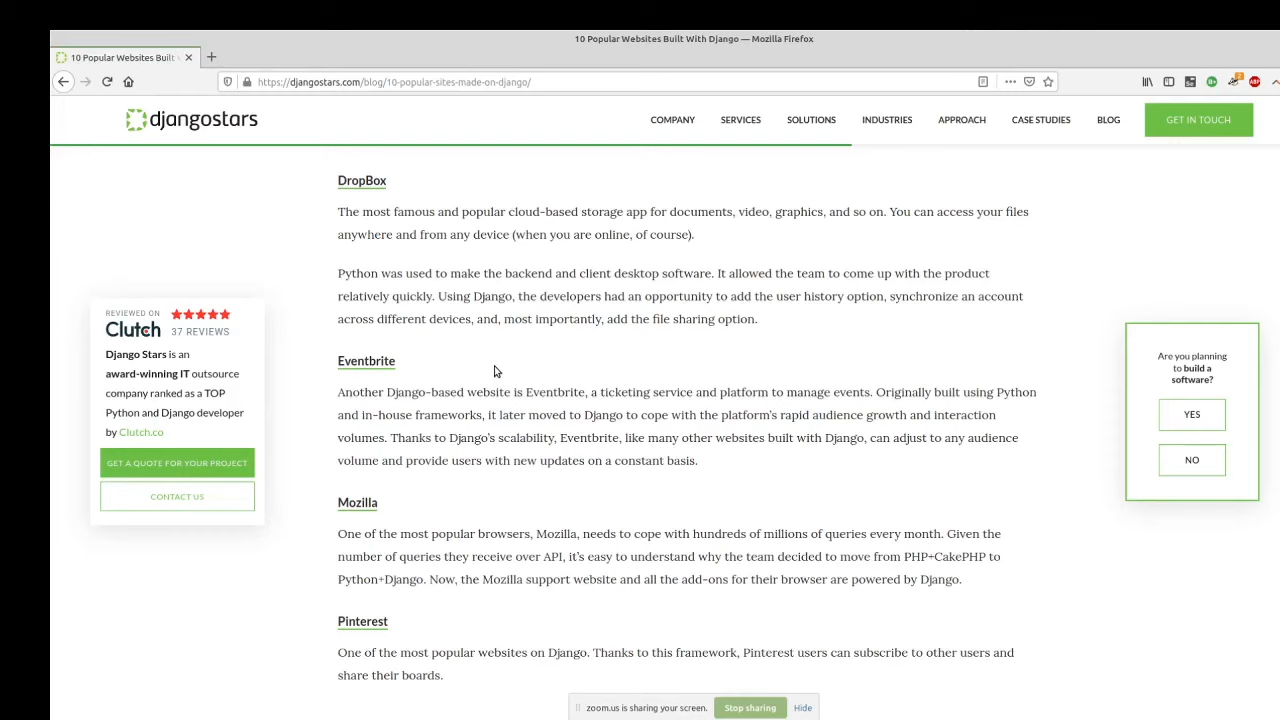 10 Popular Websites Built With Django — Mozilla Firefox
10 Popular Websites Built
https://djangostars.com/blog/10-popular-sites-made-on-django/
djangostars
COMPANY
SERVICES
SOLUTIONS
INDUSTRIES
APPROACH
CASE STUDIES
BLOG
GET IN TOUCH
DropBox
The most famous and popular cloud-based storage app for documents, video, graphics, and so on. You can access your files
anywhere and from any device (when you are online, of course).
Python was used to make the backend and client desktop software. It allowed the team to come up with the product
relatively quickly. Using Django, the developers had an opportunity to add the user history option, synchronize an account
across different devices, and, most importantly, add the file sharing option.
REVIEWED ON
Clutch
37 REVIEWS
Django Stars is an
award-winning IT outsource
company ranked as a TOP
Python and Django developer
by Clutch.co
GET A QUOTE FOR YOUR PROJECT
CONTACT US
Eventbrite
Another Django-based website is Eventbrite, a ticketing service and platform to manage events. Originally built using Python
and in-house frameworks, it later moved to Django to cope with the platform's rapid audience growth and interaction
volumes. Thanks to Django's scalability, Eventbrite, like many other websites built with Django, can adjust to any audience
volume and provide users with new updates on a constant basis.
Are you planning
to build a
software?
YES
NO
Mozilla
One of the most popular browsers, Mozilla, needs to cope with hundreds of millions of queries every month. Given the
number of queries they receive over API, it's easy to understand why the team decided to move from PHP+CakePHP to
Python+Django. Now, the Mozilla support website and all the add-ons for their browser are powered by Django.
Pinterest
One of the most popular websites on Django. Thanks to this framework, Pinterest users can subscribe to other users and
share their boards.
zoom.us is sharing your screen.
Stop sharing
Hide